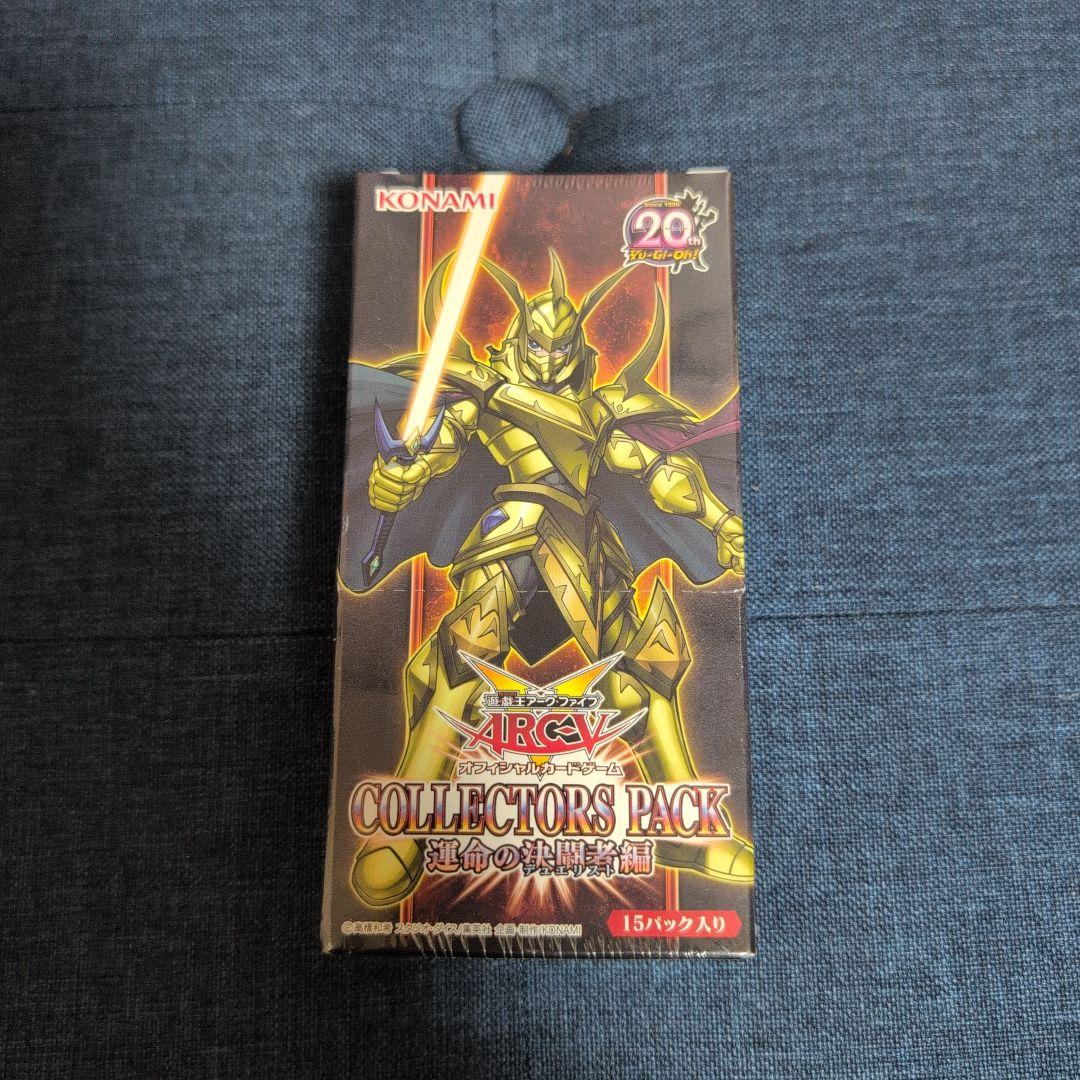 KONAMI
Since 1996
20th
Yu-Gi-Oh!
遊戯王アーク・ファイブ
ARC-V
オフィシャルカードゲーム
COLLECTORS PACK
運命の決闘者編
デュエリスト
15パック入り
©高橋和希 スタジオ・ダイス/集英社 企画・制作/KONAMI